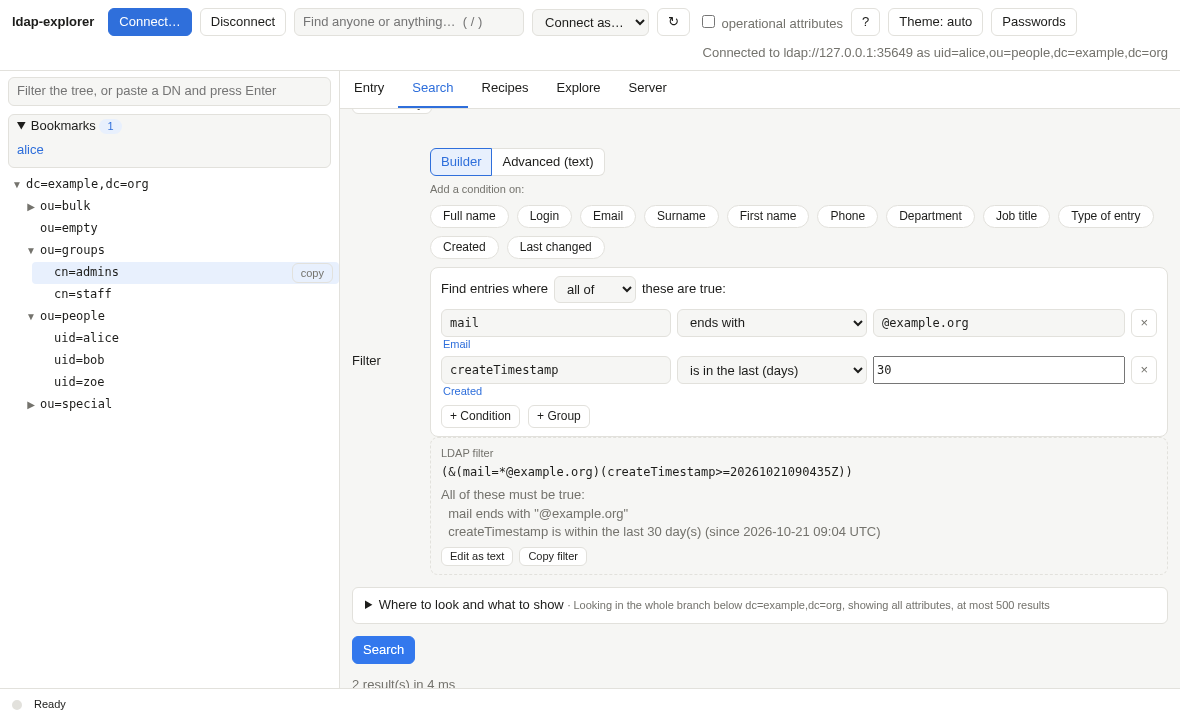 ldap-explorer Connect… Disconnect Find anyone or anything… ( / ) Connect as… ↻ operational attributes ? Theme: auto Passwords
Connected to ldap://127.0.0.1:35649 as uid=alice,ou=people,dc=example,dc=org
Filter the tree, or paste a DN and press Enter
▼ Bookmarks 1
alice
▼ dc=example,dc=org
▶ ou=bulk
ou=empty
▼ ou=groups
cn=admins copy
cn=staff
▼ ou=people
uid=alice
uid=bob
uid=zoe
▶ ou=special
Entry Search Recipes Explore Server
Builder Advanced (text)
Add a condition on:
Full name Login Email Surname First name Phone Department Job title Type of entry
Created Last changed
Find entries where all of these are true:
mail ends with @example.org ×
Email
Filter
createTimestamp is in the last (days) 30 ×
Created
+ Condition + Group
LDAP filter
(&(mail=*@example.org)(createTimestamp>=20261021090435Z))
All of these must be true:
mail ends with "@example.org"
createTimestamp is within the last 30 day(s) (since 2026-10-21 09:04 UTC)
Edit as text Copy filter
▶ Where to look and what to show · Looking in the whole branch below dc=example,dc=org, showing all attributes, at most 500 results
Search
2 result(s) in 4 ms
Ready